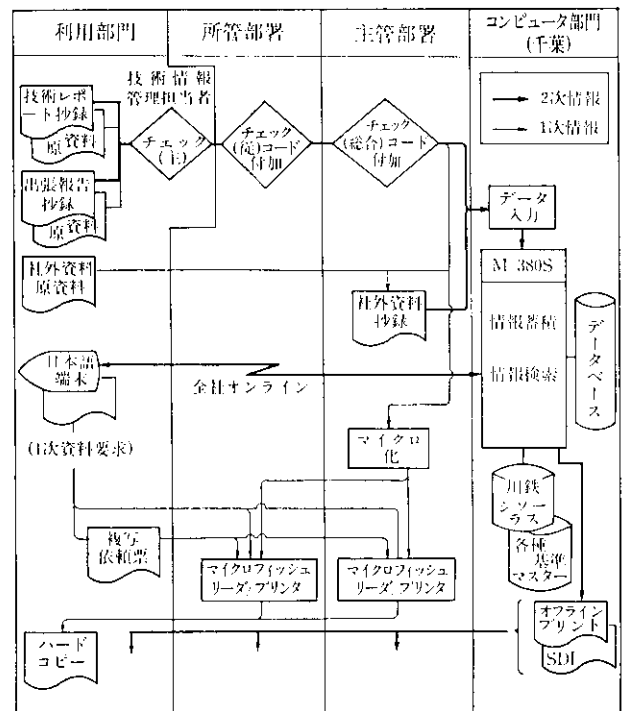 利用部門
所管部署
主管部署
コンピュータ部門
(千葉)
技術情報
管理担当者
2次情報
1次情報
技術レポ
ート抄録
原資料
チェック
(主)
チェック
(従)コード
付加
チェック
(総合)コード
付加
出張報告
抄録
原資料
データ
入力
社外資料
原資料
社外資料
抄録
M-380S
情報蓄積
情報検索
データベース
日本語
端末
全社オンライン
(1次資料要求)
マイクロ
化
川鉄
シソー
ラス
各種
基準
マスター
複写
依頼票
マイクロフィッシュ
リーダプリンタ
マイクロフィッシュ
リーダプリンタ
ハード
コピー
オフライン
プリント
SDI